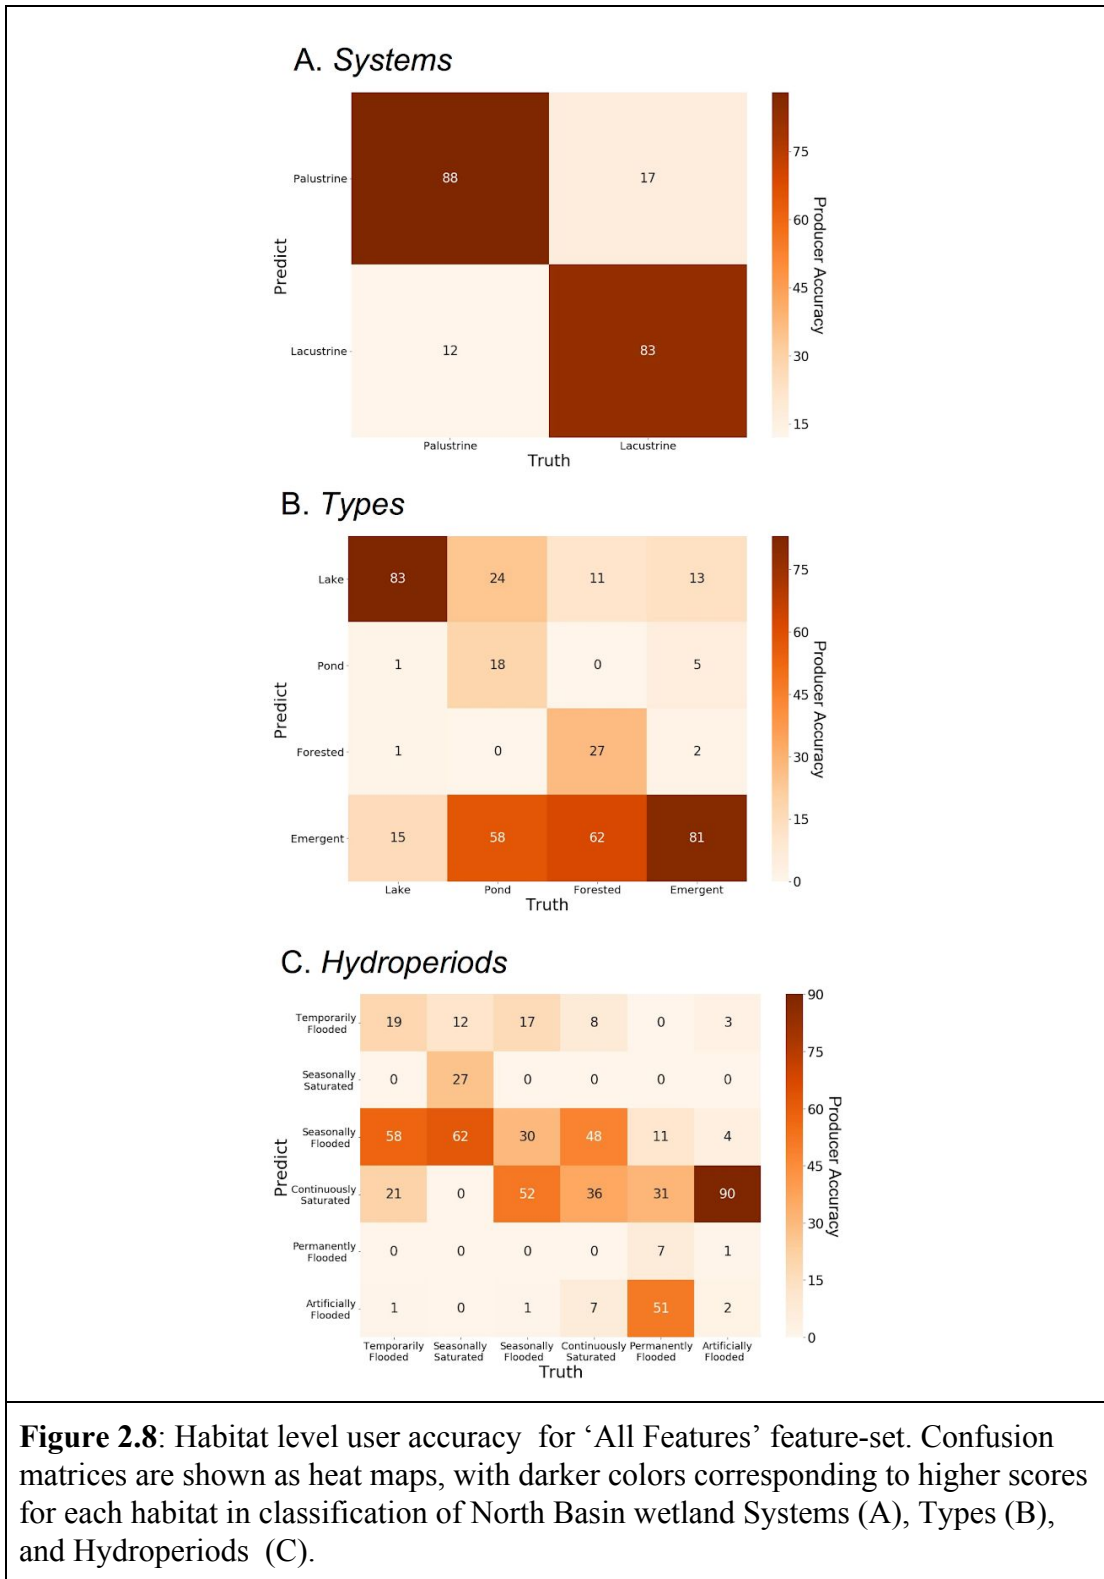 A. Systems
Palustrine 88 17
Lacustrine 12 83
Predict
Palustrine Lacustrine
Truth
75
60
45
30
15
Producer Accuracy
B. Types
Lake 83 24 11 13
Pond 1 18 0 5
Forested 1 0 27 2
Emergent 15 58 62 81
Predict
Lake Pond Forested Emergent
Truth
75
60
45
30
15
0
Producer Accuracy
C. Hydroperiods
Temporarily
Flooded
19 12 17 8 0 3
Seasonally
Saturated
0 27 0 0 0 0
Seasonally
Flooded
58 62 30 48 11 4
Continuously
Saturated
21 0 52 36 31 90
Permanently
Flooded
0 0 0 0 7 1
Artificially
Flooded
1 0 1 7 51 2
Predict
Temporarily Seasonally Seasonally Continuously Permanently Artificially
Flooded Saturated Flooded Saturated Flooded Flooded
Truth
90
75
60
45
30
15
0
Producer Accuracy
Figure 2.8: Habitat level user accuracy for ‘All Features’ feature-set. Confusion
matrices are shown as heat maps, with darker colors corresponding to higher scores
for each habitat in classification of North Basin wetland Systems (A), Types (B),
and Hydroperiods (C).